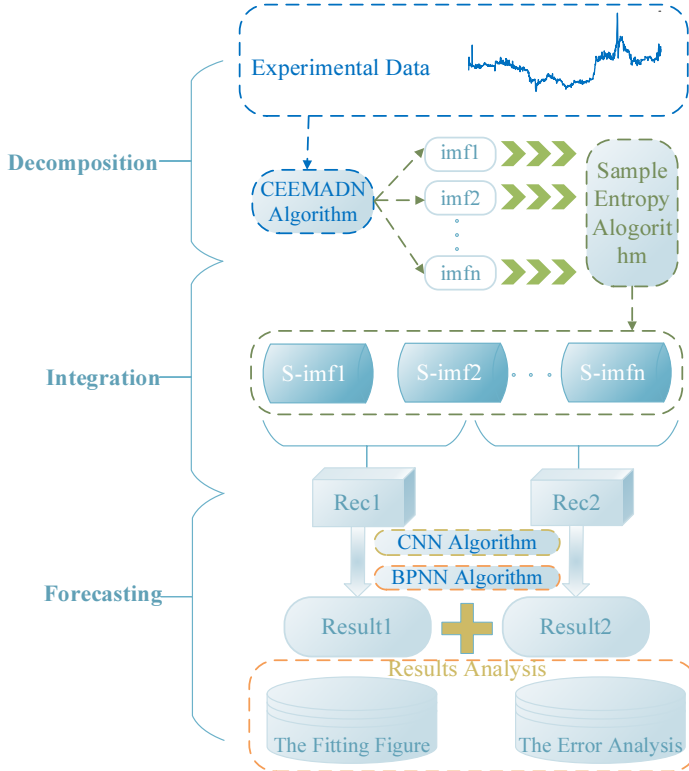 Experimental Data
Decomposition
CEEMADN
Algorithm
imf1
imf2
imfn
Sample
Entropy
Alogorit
hm
Integration
S-imf1
S-imf2
S-imfn
Rec1
Rec2
CNN Algorithm
BPNN Algorithm
Forecasting
Result1
Result2
Results Analysis
The Fitting Figure
The Error Analysis